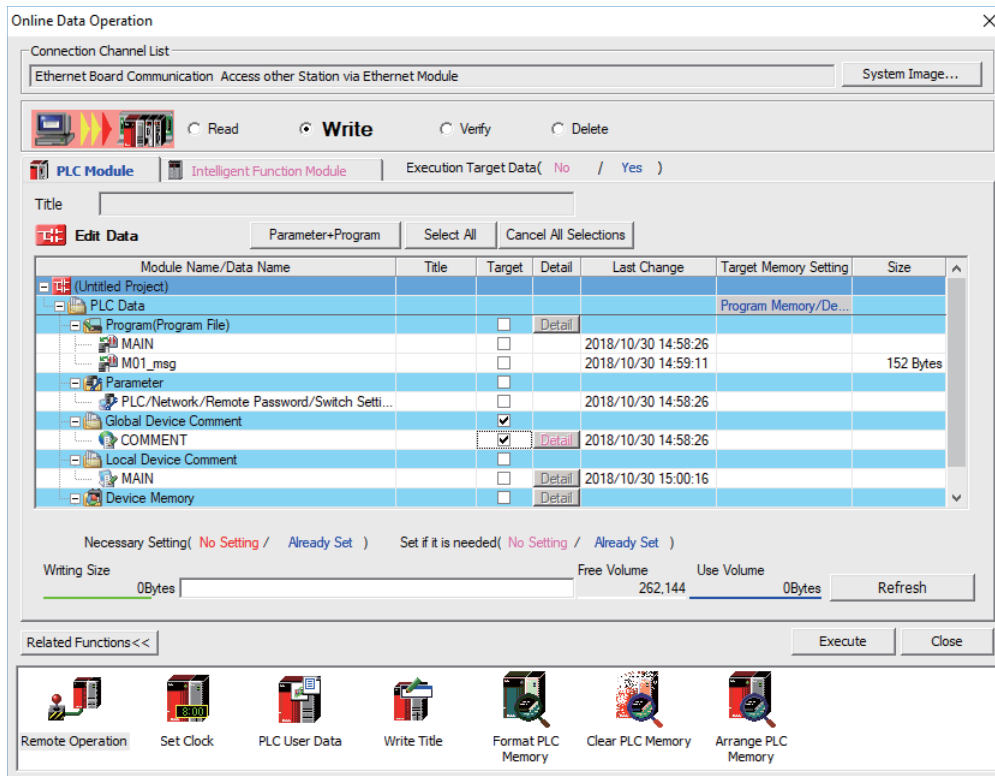 Online Data Operation
Connection Channel List
Ethernet Board Communication Access other Station via Ethernet Module
System Image...
Read Write Verify Delete
PLC Module Intelligent Function Module Execution Target Data( No / Yes )
Title
Edit Data Parameter+Program Select All Cancel All Selections
Module Name/Data Name Title Target Detail Last Change Target Memory Setting Size
(Untitled Project)
PLC Data Program Memory/De...
Program(Program File) Detail
MAIN 2018/10/30 14:58:26
M01_msg 2018/10/30 14:59:11 152 Bytes
Parameter
PLC/Network/Remote Password/Switch Setti... 2018/10/30 14:58:26
Global Device Comment
COMMENT Detail 2018/10/30 14:58:26
Local Device Comment
MAIN Detail 2018/10/30 15:00:16
Device Memory Detail
Necessary Setting( No Setting / Already Set ) Set if it is needed( No Setting / Already Set )
Writing Size Free Volume Use Volume
0Bytes 262,144 0Bytes Refresh
Related Functions<< Execute Close
8:00
Remote Operation Set Clock PLC User Data Write Title Format PLC Memory Clear PLC Memory Arrange PLC Memory